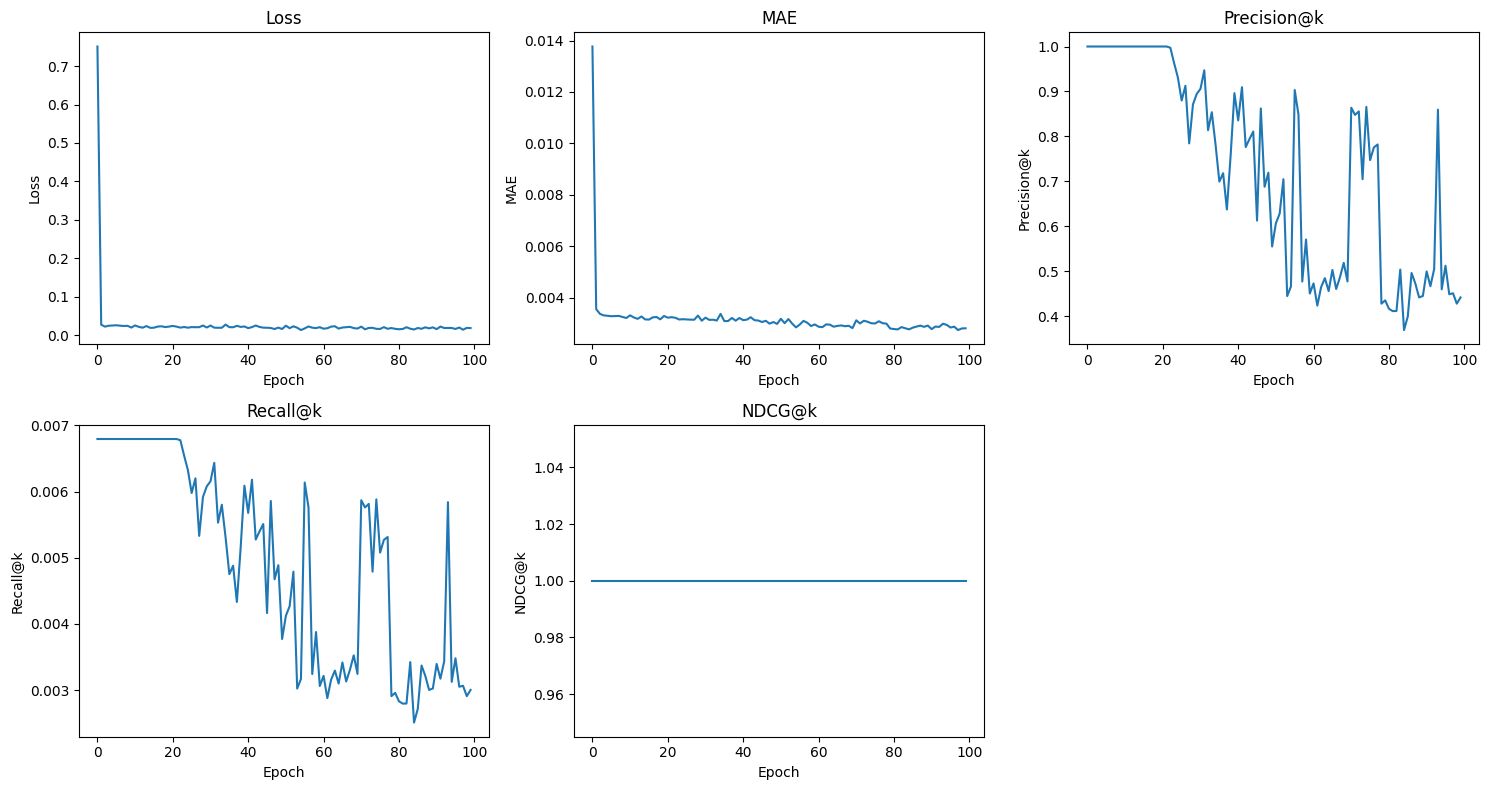 Loss
0.7
0.6
0.5
0.4
0.3
0.2
0.1
0.0
Loss
0 20 40 60 80 100
Epoch
MAE
0.014
0.012
0.010
0.008
0.006
0.004
MAE
0 20 40 60 80 100
Epoch
Precision@k
1.0
0.9
0.8
0.7
0.6
0.5
0.4
Precision@k
0 20 40 60 80 100
Epoch
Recall@k
0.007
0.006
0.005
0.004
0.003
Recall@k
0 20 40 60 80 100
Epoch
NDCG@k
1.04
1.02
1.00
0.98
0.96
NDCG@k
0 20 40 60 80 100
Epoch